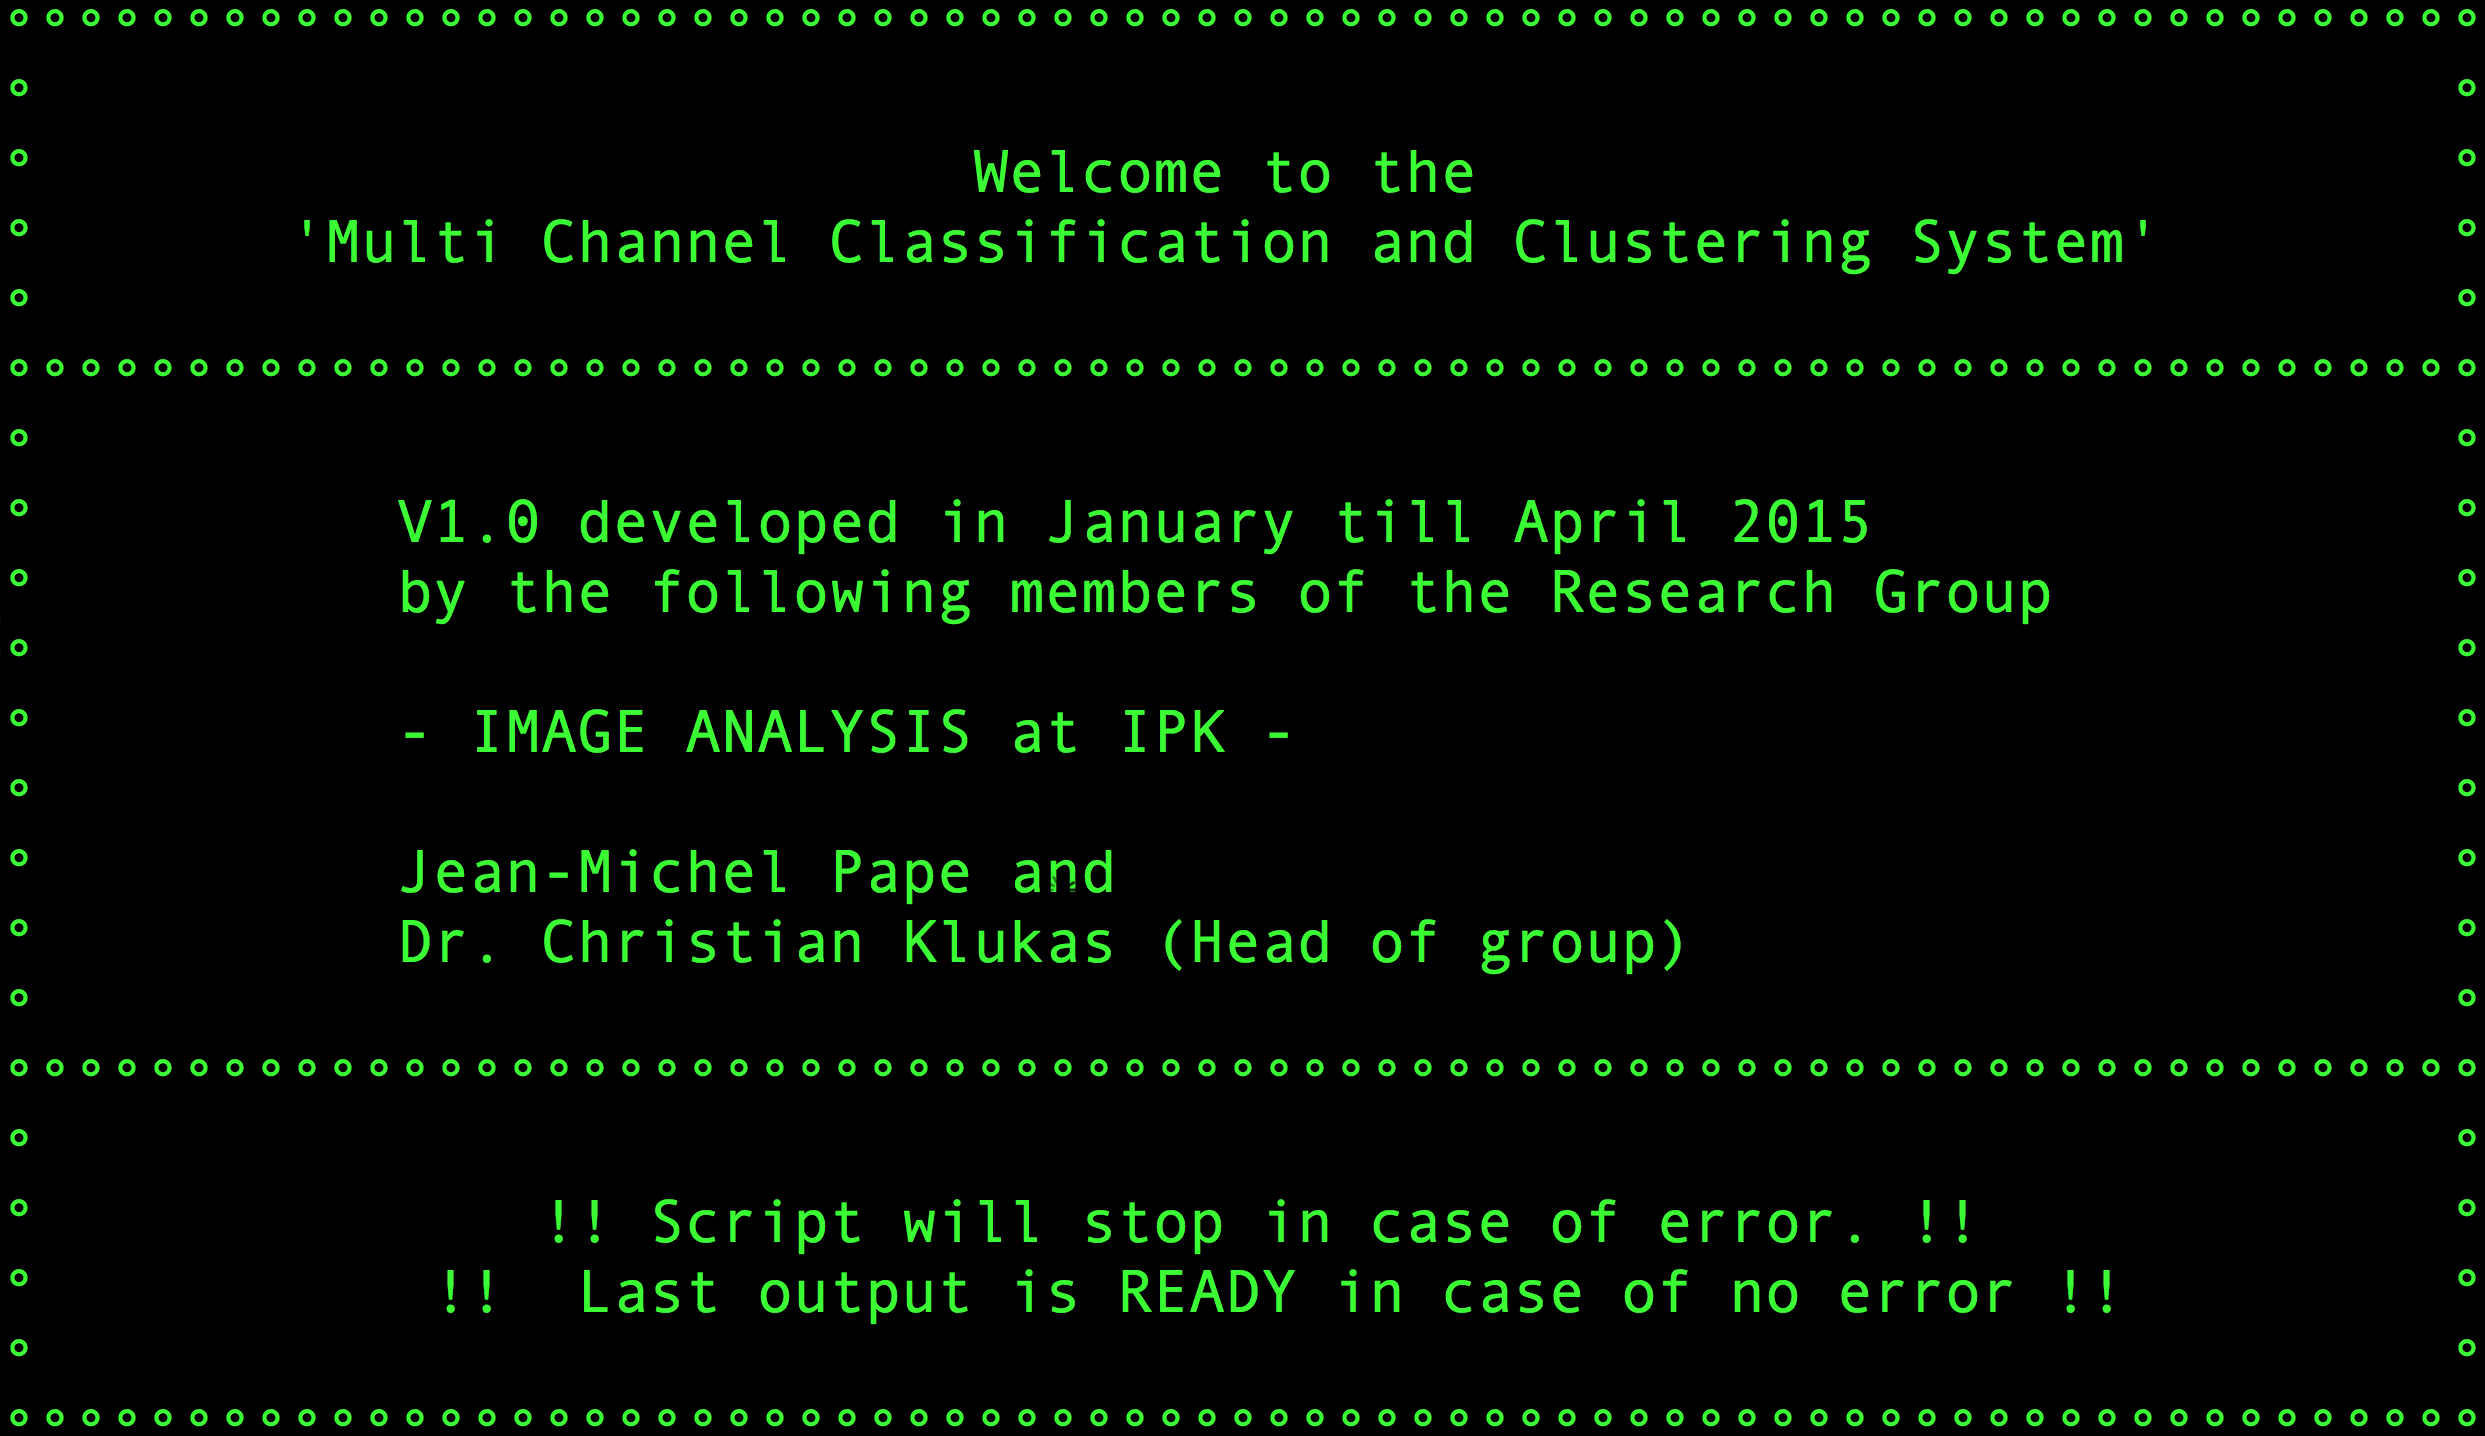 Welcome to the
'Multi Channel Classification and Clustering System'
V1.0 developed in January till April 2015
by the following members of the Research Group
- IMAGE ANALYSIS at IPK -
Jean-Michel Pape and
Dr. Christian Klukas (Head of group)
!! Script will stop in case of error. !!
!!  Last output is READY in case of no error !!